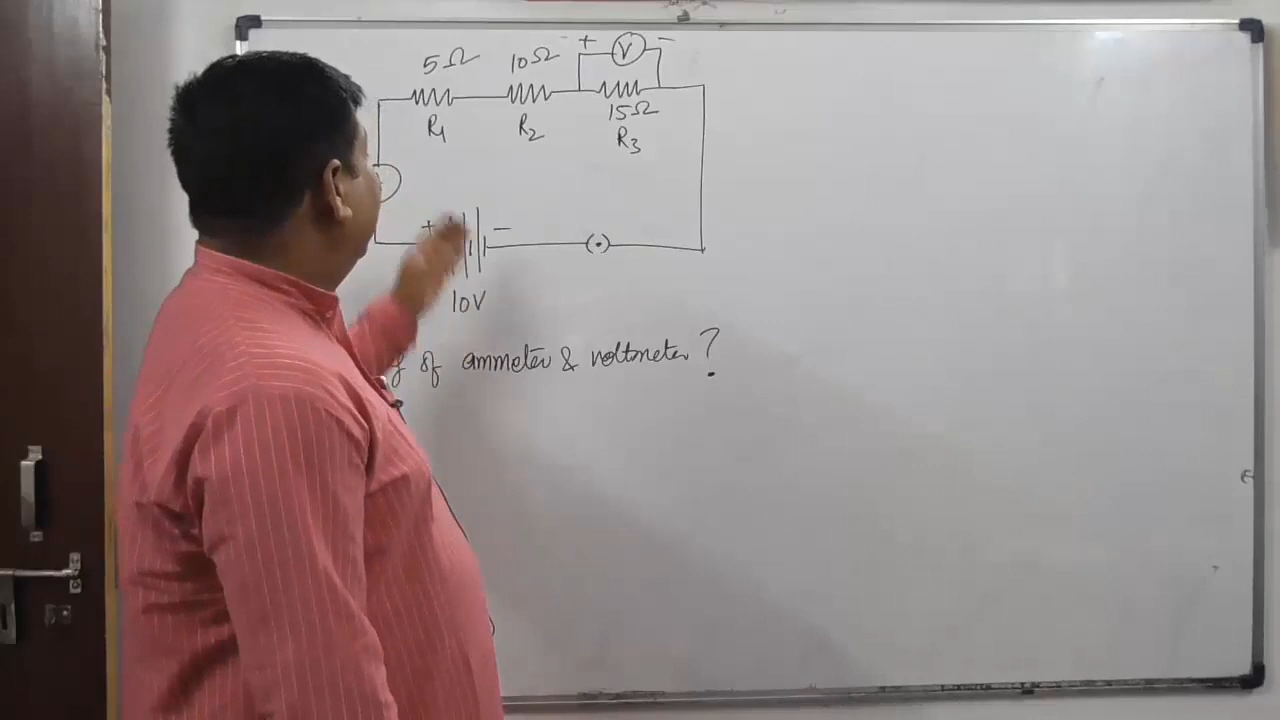 + V −
5Ω 10Ω
15Ω
R1 R2 R3
+ −
10V
of ammeter & voltmeter ?